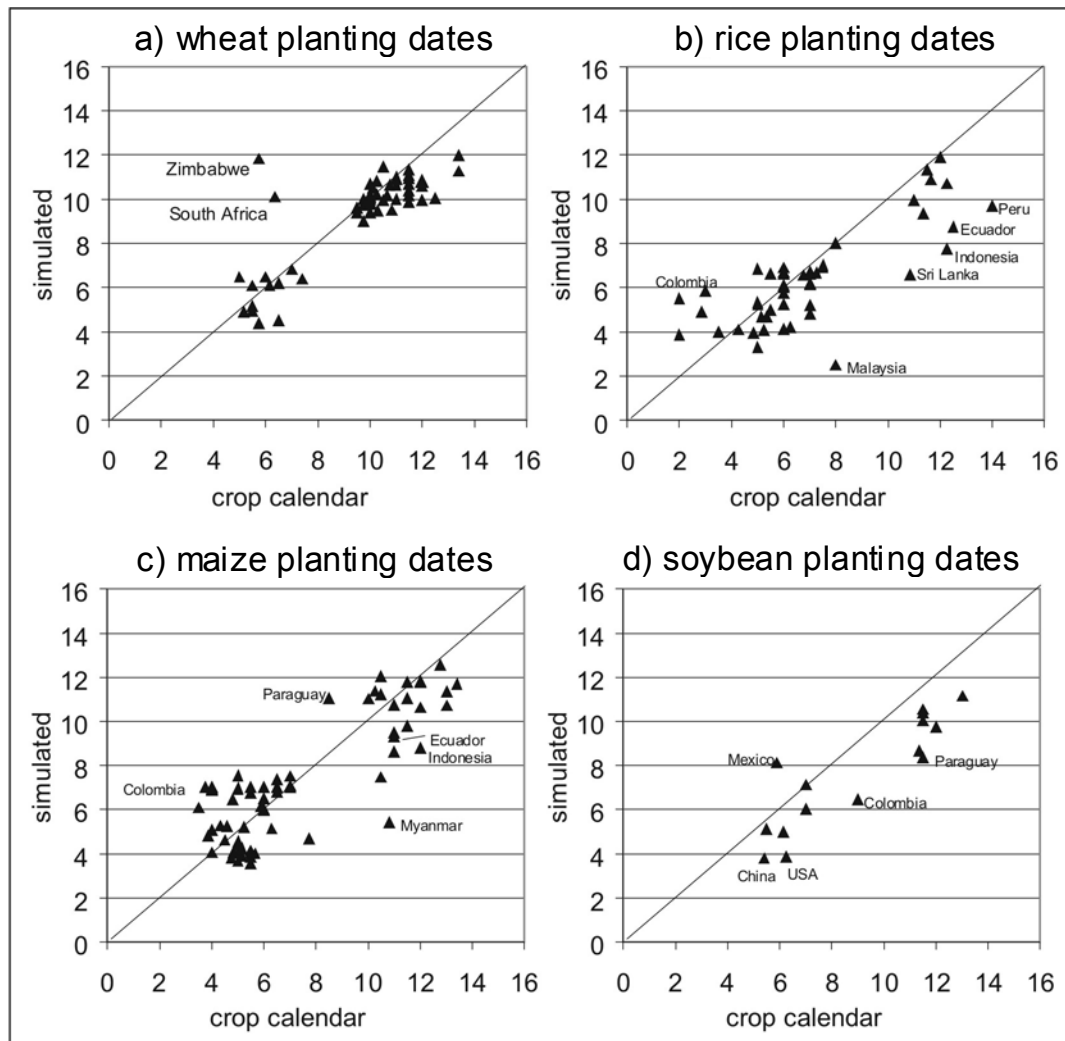 a) wheat planting dates
16
14
12
10
8
6
4
2
0
simulated
Zimbabwe
South Africa
0 2 4 6 8 10 12 14 16
crop calendar
b) rice planting dates
16
14
12
10
8
6
4
2
0
simulated
Peru
Ecuador
Indonesia
Sri Lanka
Colombia
Malaysia
0 2 4 6 8 10 12 14 16
crop calendar
c) maize planting dates
16
14
12
10
8
6
4
2
0
simulated
Paraguay
Ecuador
Indonesia
Colombia
Myanmar
0 2 4 6 8 10 12 14 16
crop calendar
d) soybean planting dates
16
14
12
10
8
6
4
2
0
simulated
Mexico
Paraguay
Colombia
China
USA
0 2 4 6 8 10 12 14 16
crop calendar